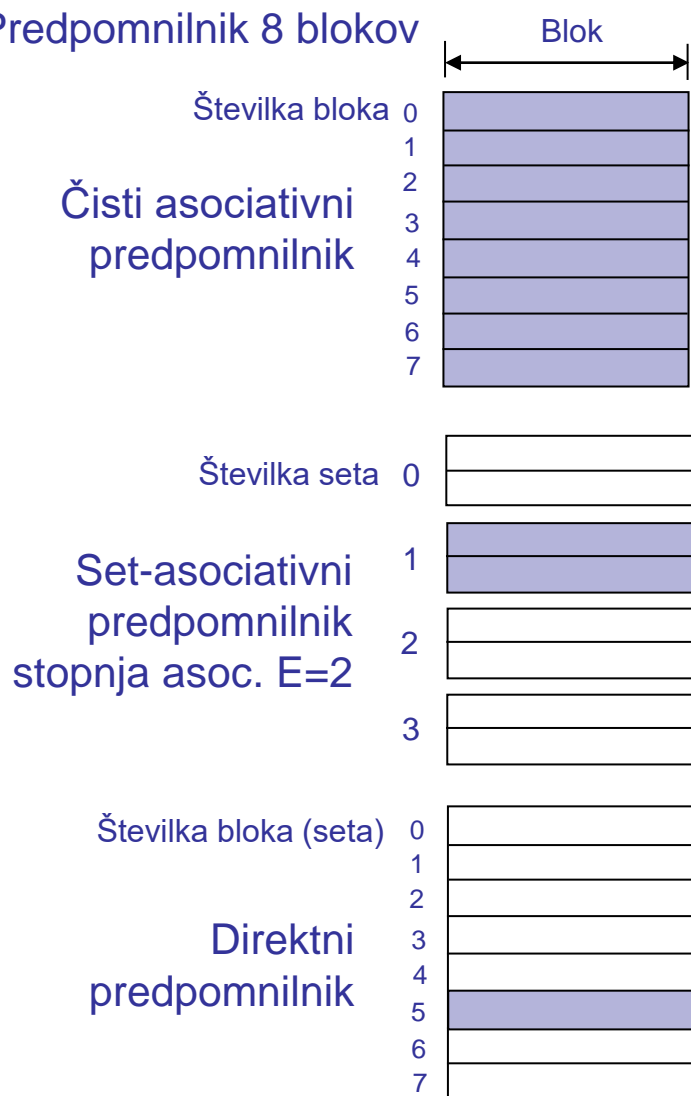 Predpomnilnik 8 blokov
Blok
Številka bloka
0
1
2
3
4
5
6
7
Čisti asociativni
predpomnilnik
Številka seta
0
1
2
3
Set-asociativni
predpomnilnik
stopnja asoc. E=2
Številka bloka (seta)
0
1
2
3
4
5
6
7
Direktni
predpomnilnik